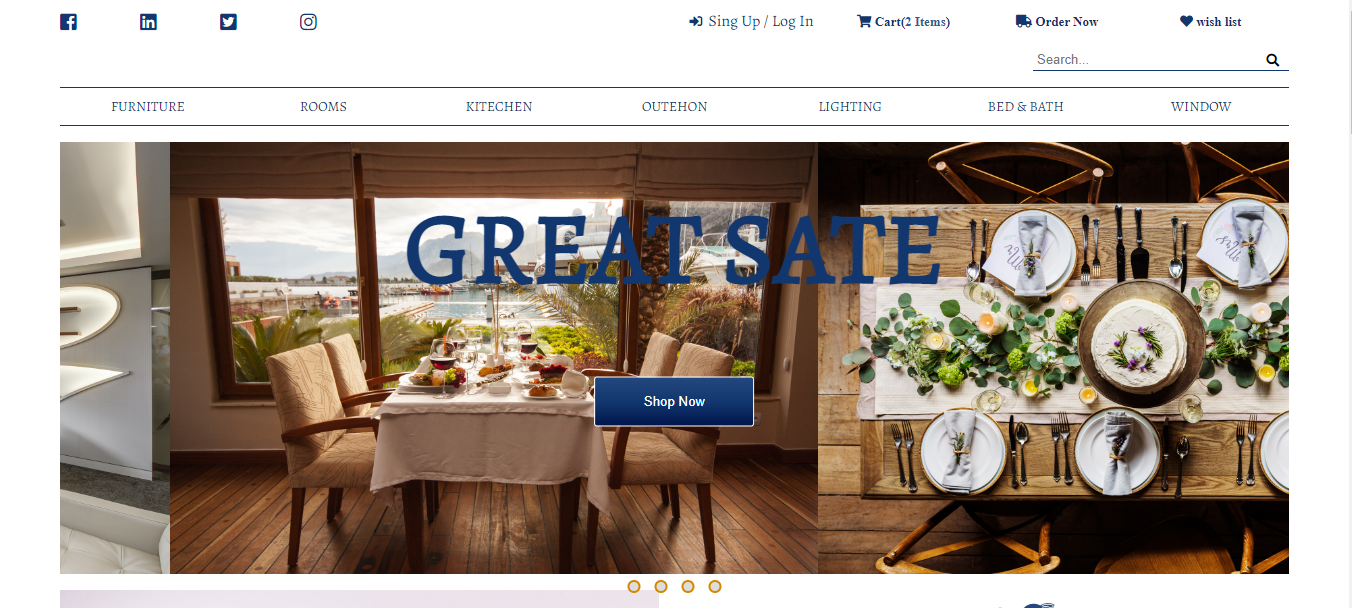 Sing Up / Log In
Cart(2 Items)
Order Now
wish list
Search...
FURNITURE
ROOMS
KITECHEN
OUTEHON
LIGHTING
BED & BATH
WINDOW
GREAT SATE
Shop Now